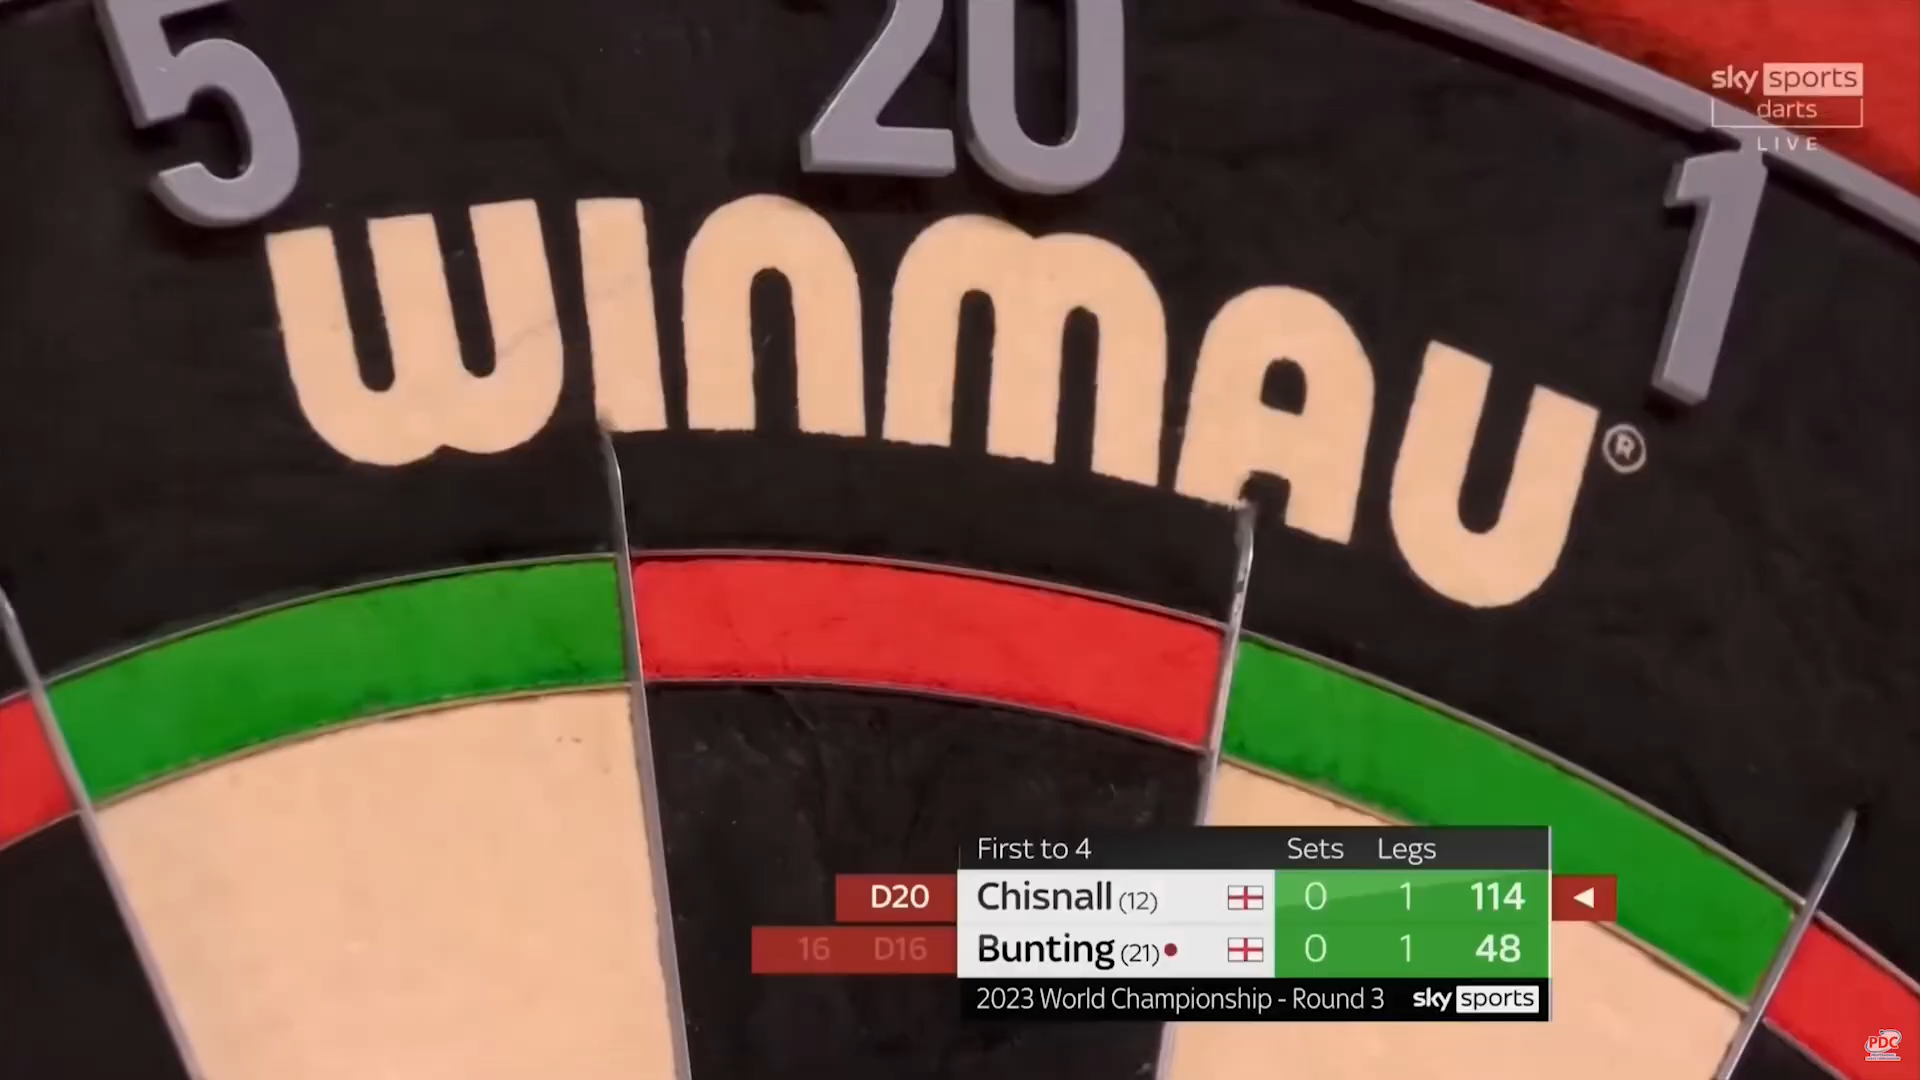 5 20 1
sky sports
darts
LIVE
WINMAU®
First to 4 Sets Legs
D20 Chisnall (12) 0 1 114
16 D16 Bunting (21) 0 1 48
2023 World Championship - Round 3 sky sports
PDC